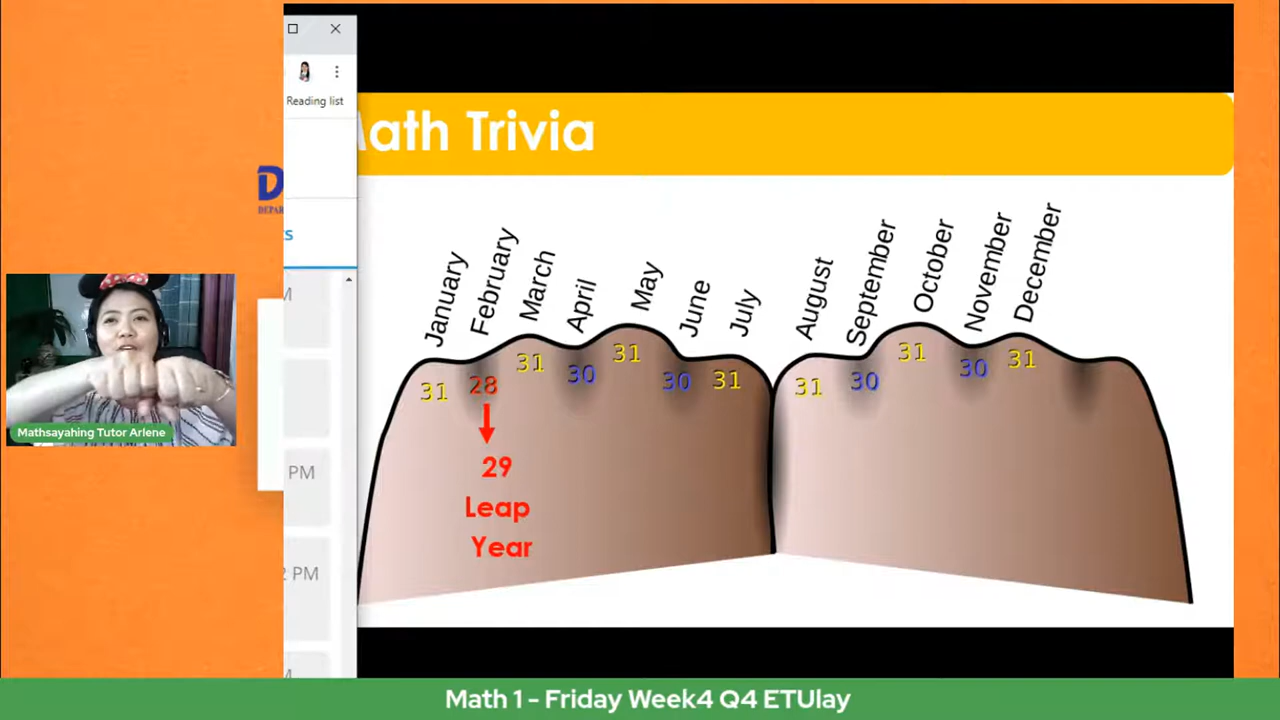 Reading list
ath Trivia
D
DEPAR
s
M
PM
2 PM
January
February
March
April
May
June
July
August
September
October
November
December
31
28
31
30
31
30
31
31
30
31
30
31
29
Leap
Year
Mathsayahing Tutor Arlene
Math 1 - Friday Week4 Q4 ETUlay